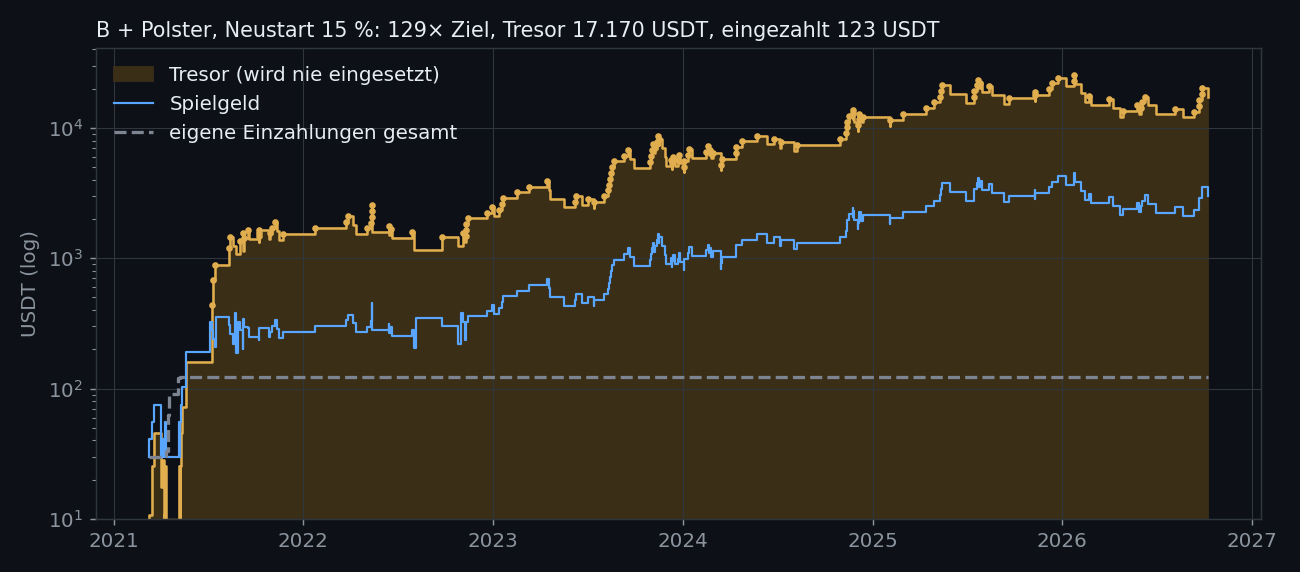 B + Polster, Neustart 15 %: 129× Ziel, Tresor 17.170 USDT, eingezahlt 123 USDT
Tresor (wird nie eingesetzt)
Spielgeld
eigene Einzahlungen gesamt
USDT (log)
10⁴
10³
10²
10¹
2021 2022 2023 2024 2025 2026 2027